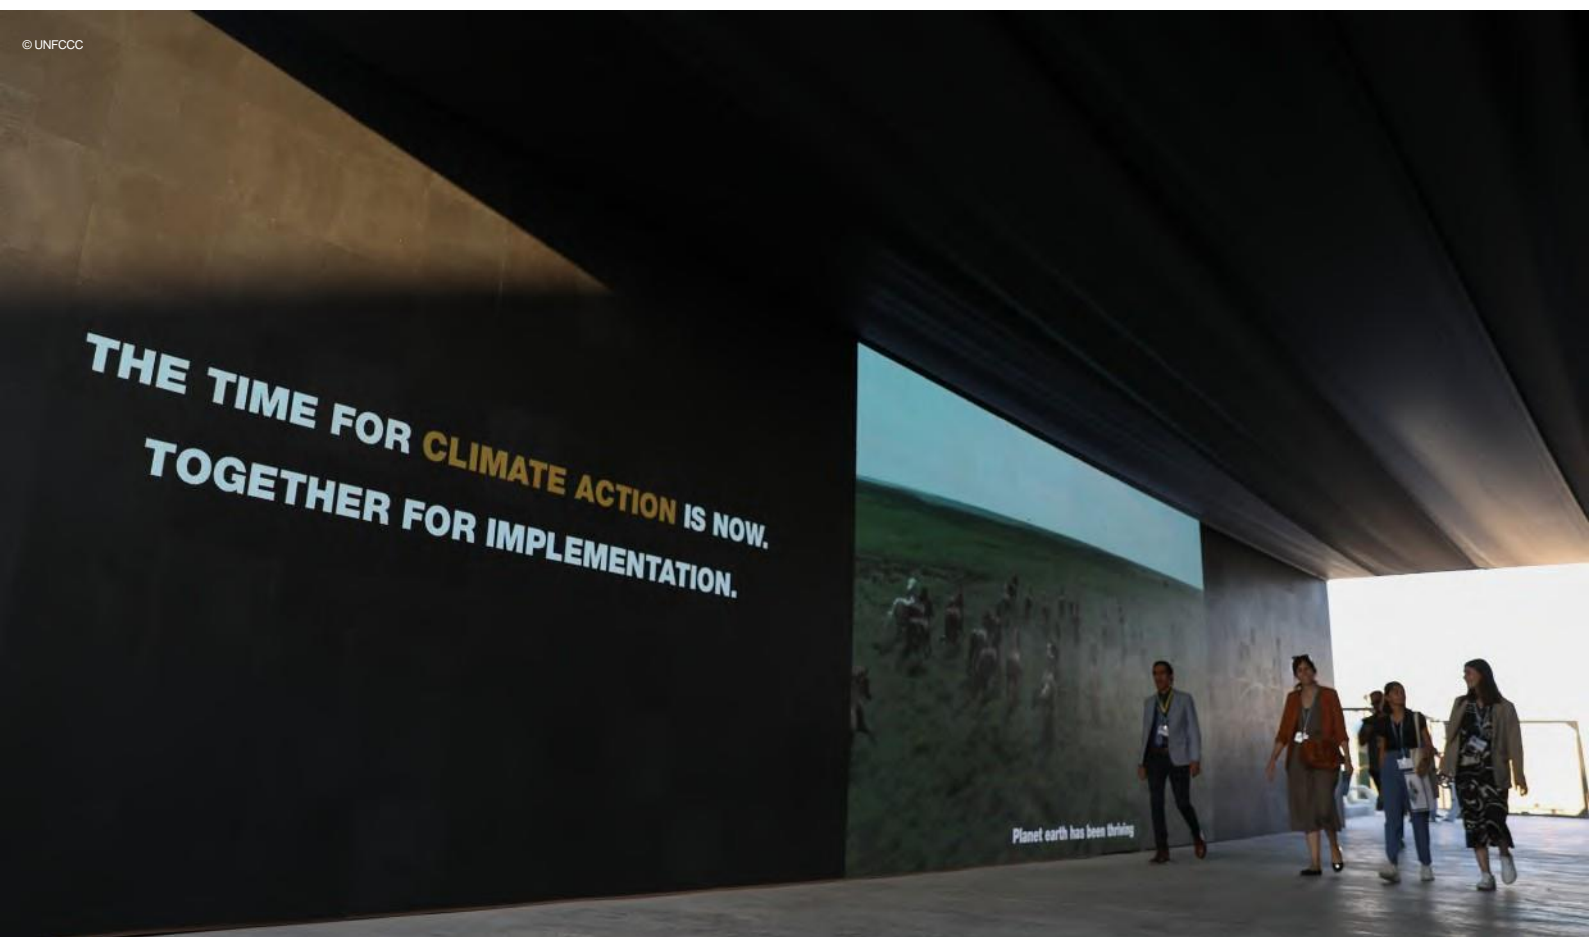 © UNFCCC
THE TIME FOR CLIMATE ACTION IS NOW.
TOGETHER FOR IMPLEMENTATION.
Planet earth has been thriving